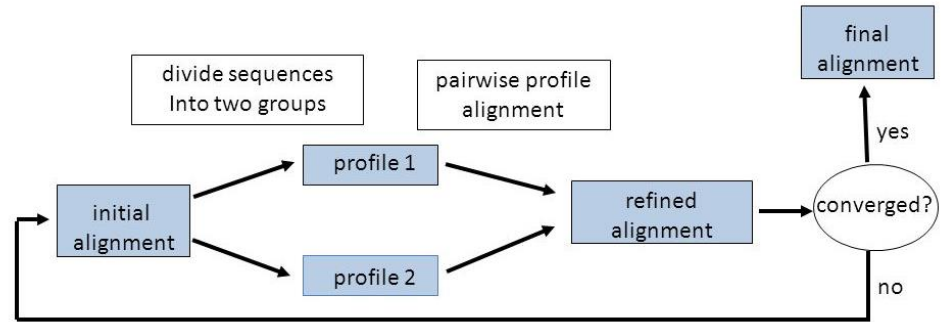 final
alignment
divide sequences
Into two groups
pairwise profile
alignment
yes
profile 1
initial
alignment
refined
alignment
converged?
profile 2
no